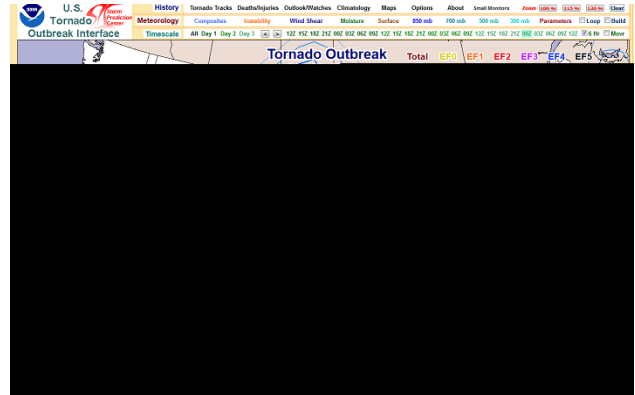 U.S. Tornado Outbreak Interface
NOAA
Storm Prediction Center
History Tornado Tracks Deaths/Injuries Outlook/Watches Climatology Maps Options About Small Monitors Zoom 100 % 115 % 130 % Clear
Meteorology Composites Instability Wind Shear Moisture Surface 850 mb 700 mb 500 mb 300 mb Parameters Loop Build
Timescale All Day 1 Day 2 Day 3 < > 12Z 15Z 18Z 21Z 00Z 03Z 06Z 09Z 12Z 15Z 18Z 21Z 00Z 03Z 06Z 09Z 12Z 15Z 18Z 21Z 00Z 03Z 06Z 09Z 12Z 6 Hr Movr
Tornado Outbreak Total EF0 EF1 EF2 EF3 EF4 EF5